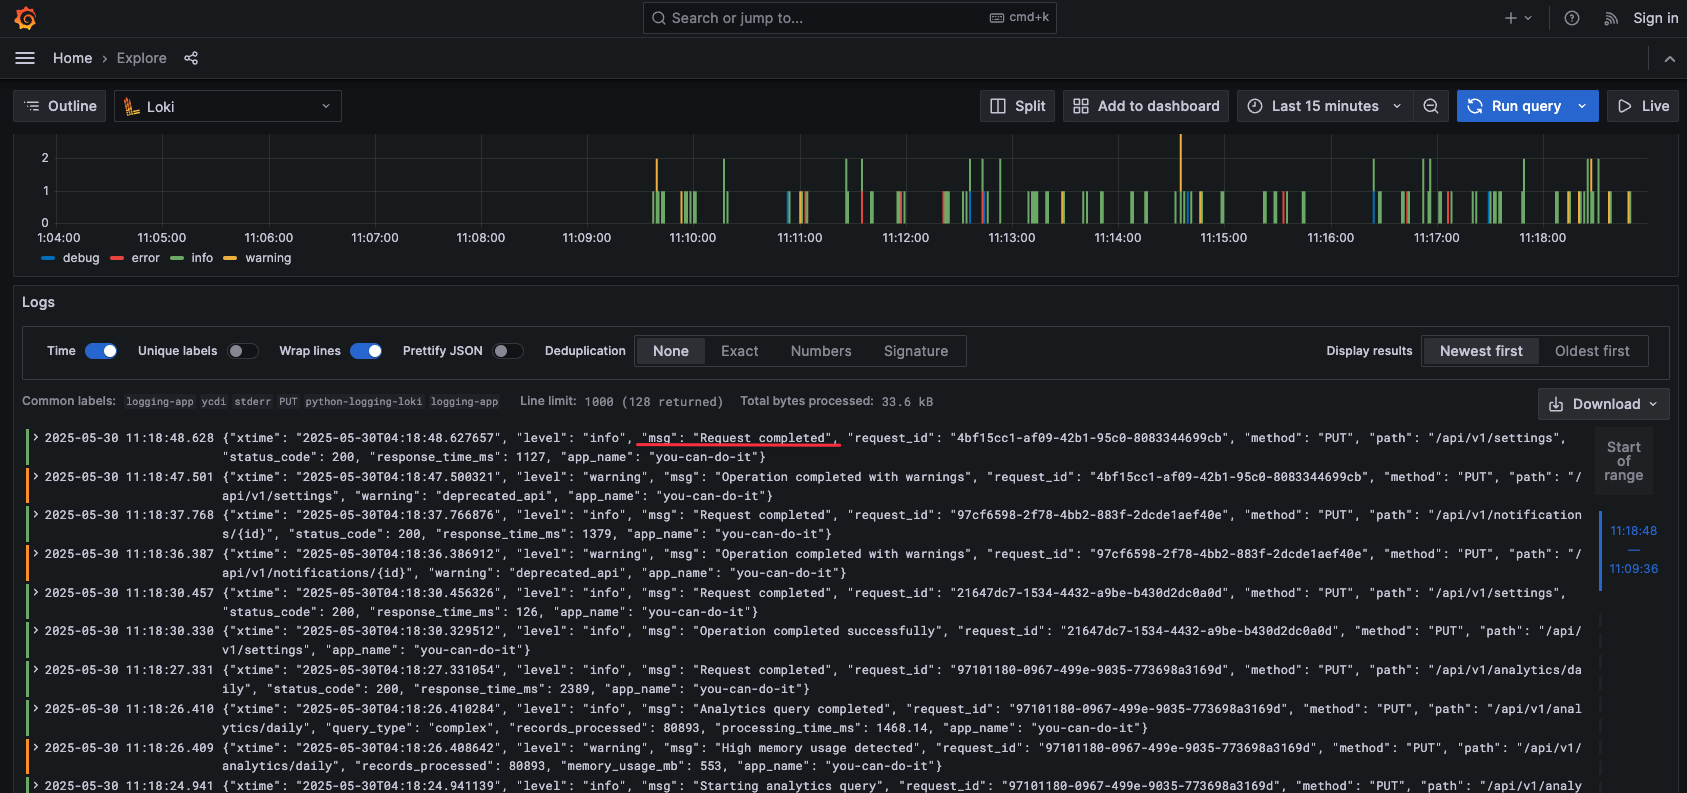 Search or jump to...
cmd+k
Sign in
Home › Explore
Outline
Loki
Split
Add to dashboard
Last 15 minutes
Run query
Live
2
1
0
1:04:00 11:05:00 11:06:00 11:07:00 11:08:00 11:09:00 11:10:00 11:11:00 11:12:00 11:13:00 11:14:00 11:15:00 11:16:00 11:17:00 11:18:00
debug error info warning
Logs
Time Unique labels Wrap lines Prettify JSON Deduplication None Exact Numbers Signature Display results Newest first Oldest first
Common labels: logging-app ycdi stderr PUT python-logging-loki logging-app Line limit: 1000 (128 returned) Total bytes processed: 33.6 kB
Download
2025-05-30 11:18:48.628 {"xtime": "2025-05-30T04:18:48.627657", "level": "info", "msg": "Request completed", "request_id": "4bf15cc1-af09-42b1-95c0-8083344699cb", "method": "PUT", "path": "/api/v1/settings",
"status_code": 200, "response_time_ms": 1127, "app_name": "you-can-do-it"}
2025-05-30 11:18:47.501 {"xtime": "2025-05-30T04:18:47.500321", "level": "warning", "msg": "Operation completed with warnings", "request_id": "4bf15cc1-af09-42b1-95c0-8083344699cb", "method": "PUT", "path": "/
api/v1/settings", "warning": "deprecated_api", "app_name": "you-can-do-it"}
2025-05-30 11:18:37.768 {"xtime": "2025-05-30T04:18:37.766876", "level": "info", "msg": "Request completed", "request_id": "97cf6598-2f78-4bb2-883f-2dcde1aef40e", "method": "PUT", "path": "/api/v1/notification
s/{id}", "status_code": 200, "response_time_ms": 1379, "app_name": "you-can-do-it"}
2025-05-30 11:18:36.387 {"xtime": "2025-05-30T04:18:36.386912", "level": "warning", "msg": "Operation completed with warnings", "request_id": "97cf6598-2f78-4bb2-883f-2dcde1aef40e", "method": "PUT", "path": "/
api/v1/notifications/{id}", "warning": "deprecated_api", "app_name": "you-can-do-it"}
2025-05-30 11:18:30.457 {"xtime": "2025-05-30T04:18:30.456326", "level": "info", "msg": "Request completed", "request_id": "21647dc7-1534-4432-a9be-b430d2dc0a0d", "method": "PUT", "path": "/api/v1/settings",
"status_code": 200, "response_time_ms": 126, "app_name": "you-can-do-it"}
2025-05-30 11:18:30.330 {"xtime": "2025-05-30T04:18:30.329512", "level": "info", "msg": "Operation completed successfully", "request_id": "21647dc7-1534-4432-a9be-b430d2dc0a0d", "method": "PUT", "path": "/api/
v1/settings", "app_name": "you-can-do-it"}
2025-05-30 11:18:27.331 {"xtime": "2025-05-30T04:18:27.331054", "level": "info", "msg": "Request completed", "request_id": "97101180-0967-499e-9035-773698a3169d", "method": "PUT", "path": "/api/v1/analytics/da
ily", "status_code": 200, "response_time_ms": 2389, "app_name": "you-can-do-it"}
2025-05-30 11:18:26.410 {"xtime": "2025-05-30T04:18:26.410284", "level": "info", "msg": "Analytics query completed", "request_id": "97101180-0967-499e-9035-773698a3169d", "method": "PUT", "path": "/api/v1/anal
ytics/daily", "query_type": "complex", "records_processed": 80893, "processing_time_ms": 1468.14, "app_name": "you-can-do-it"}
2025-05-30 11:18:26.409 {"xtime": "2025-05-30T04:18:26.408642", "level": "warning", "msg": "High memory usage detected", "request_id": "97101180-0967-499e-9035-773698a3169d", "method": "PUT", "path": "/api/v1/
analytics/daily", "records_processed": 80893, "memory_usage_mb": 553, "app_name": "you-can-do-it"}
2025-05-30 11:18:24.941 {"xtime": "2025-05-30T04:18:24.941139", "level": "info", "msg": "Starting analytics query", "request_id": "97101180-0967-499e-9035-773698a3169d", "method": "PUT", "path": "/api/v1/analy
Start
of
range
11:18:48
—
11:09:36